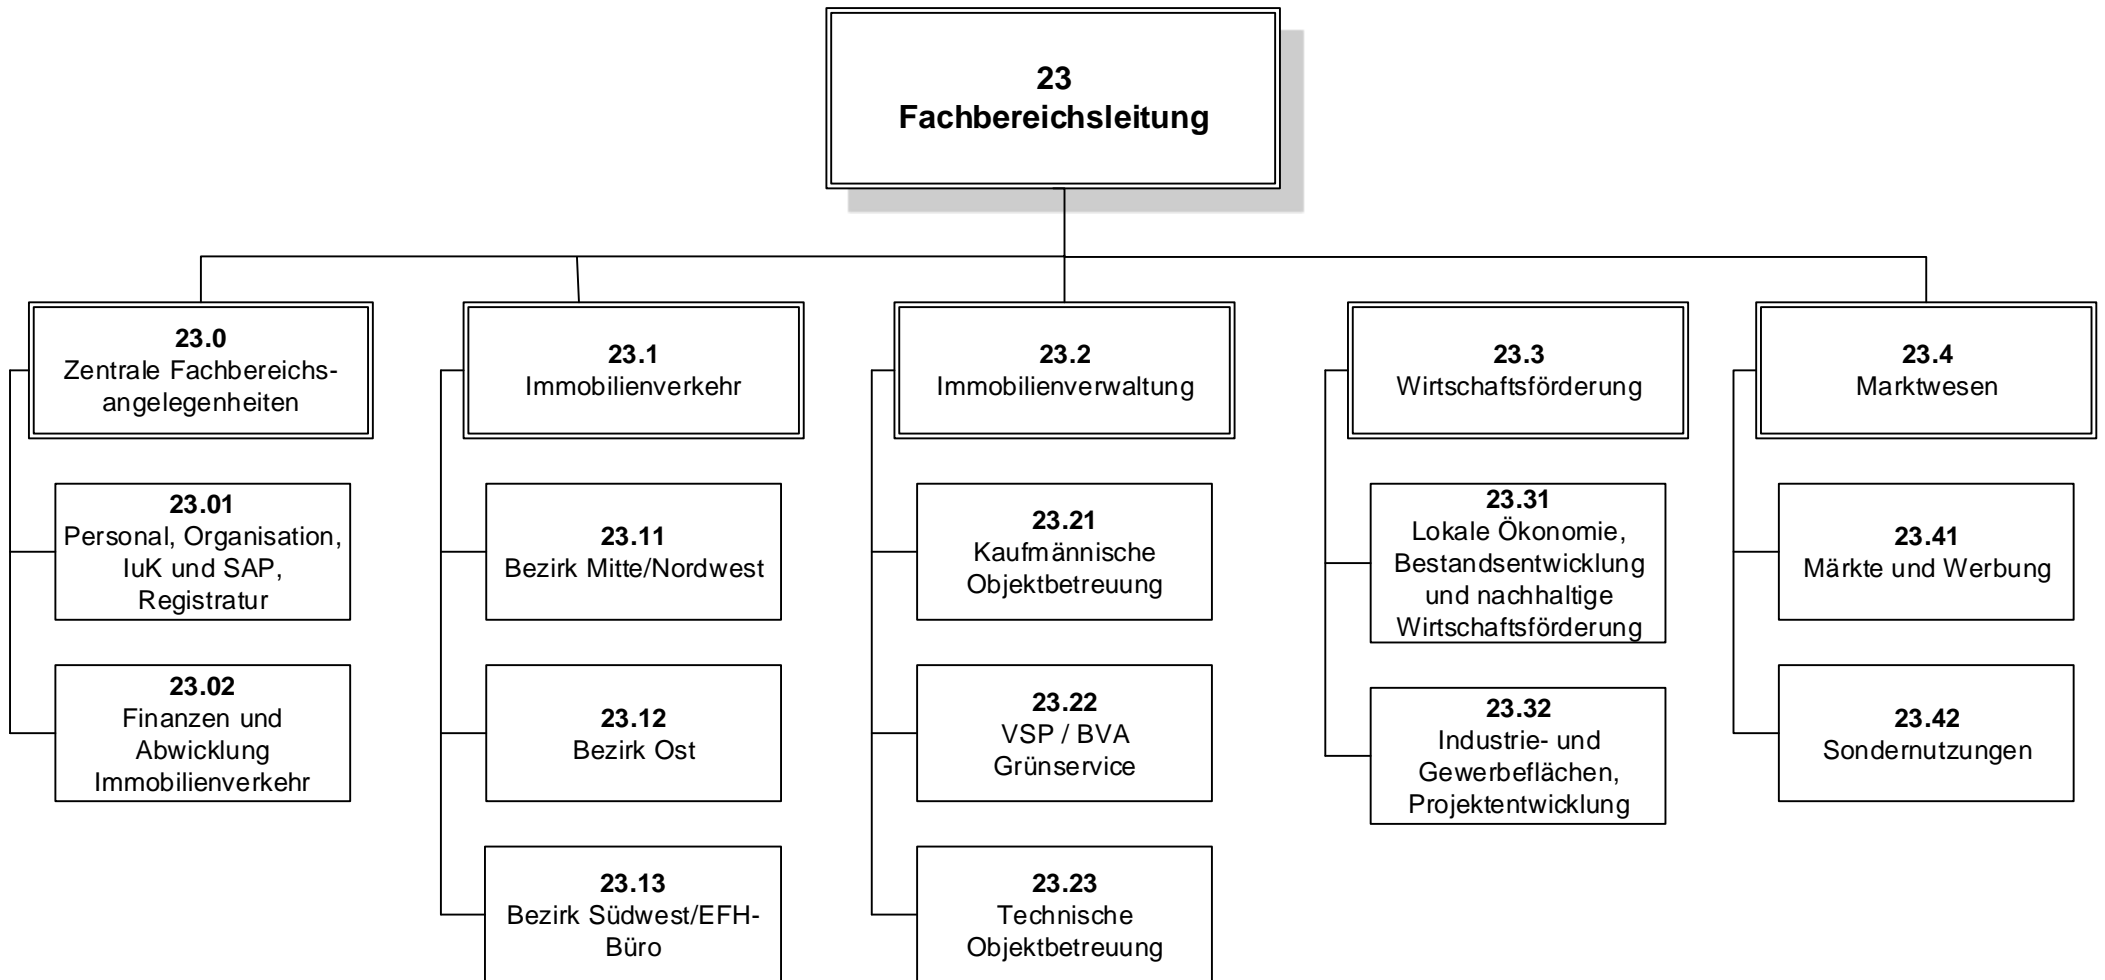 23
Fachbereichsleitung
23.0
Zentrale Fachbereichs-
angelegenheiten
23.01
Personal, Organisation,
IuK und SAP,
Registratur
23.02
Finanzen und
Abwicklung
Immobilienverkehr
23.1
Immobilienverkehr
23.11
Bezirk Mitte/Nordwest
23.12
Bezirk Ost
23.13
Bezirk Südwest/EFH-
Büro
23.2
Immobilienverwaltung
23.21
Kaufmännische
Objektbetreuung
23.22
VSP / BVA
Grünservice
23.23
Technische
Objektbetreuung
23.3
Wirtschaftsförderung
23.31
Lokale Ökonomie,
Bestandsentwicklung
und nachhaltige
Wirtschaftsförderung
23.32
Industrie- und
Gewerbeflächen,
Projektentwicklung
23.4
Marktwesen
23.41
Märkte und Werbung
23.42
Sondernutzungen